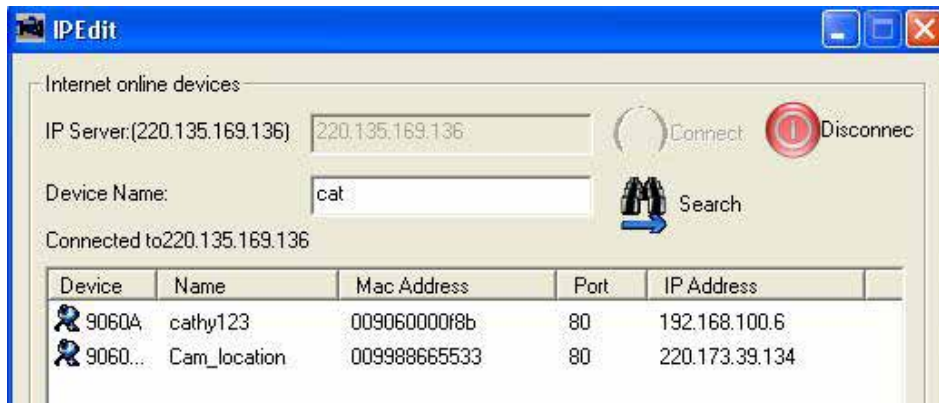 IPEdit
Internet online devices
IP Server:(220.135.169.136) 220.135.169.136 Connect Disconnec
Device Name: cat Search
Connected to220.135.169.136
Device Name Mac Address Port IP Address
9060A cathy123 009060000f8b 80 192.168.100.6
9060... Cam_location 009988665533 80 220.173.39.134